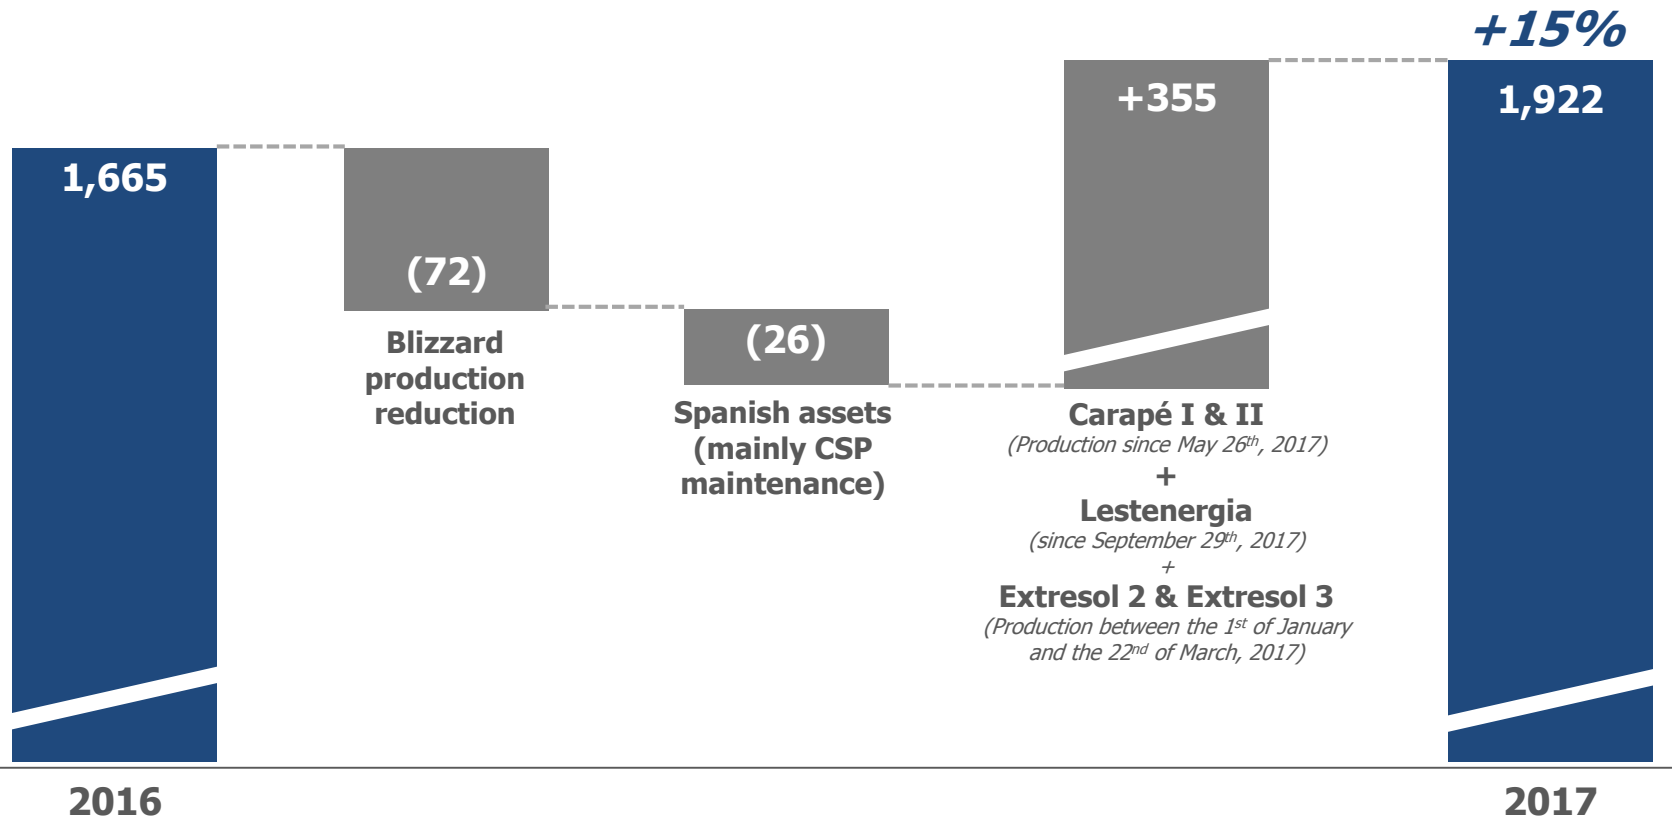 +15%
1,665
(72)
Blizzard
production
reduction
(26)
Spanish assets
(mainly CSP
maintenance)
+355
Carapé I & II
(Production since May 26th, 2017)
+
Lestenergia
(since September 29th, 2017)
+
Extresol 2 & Extresol 3
(Production between the 1st of January
and the 22nd of March, 2017)
1,922
2016
2017